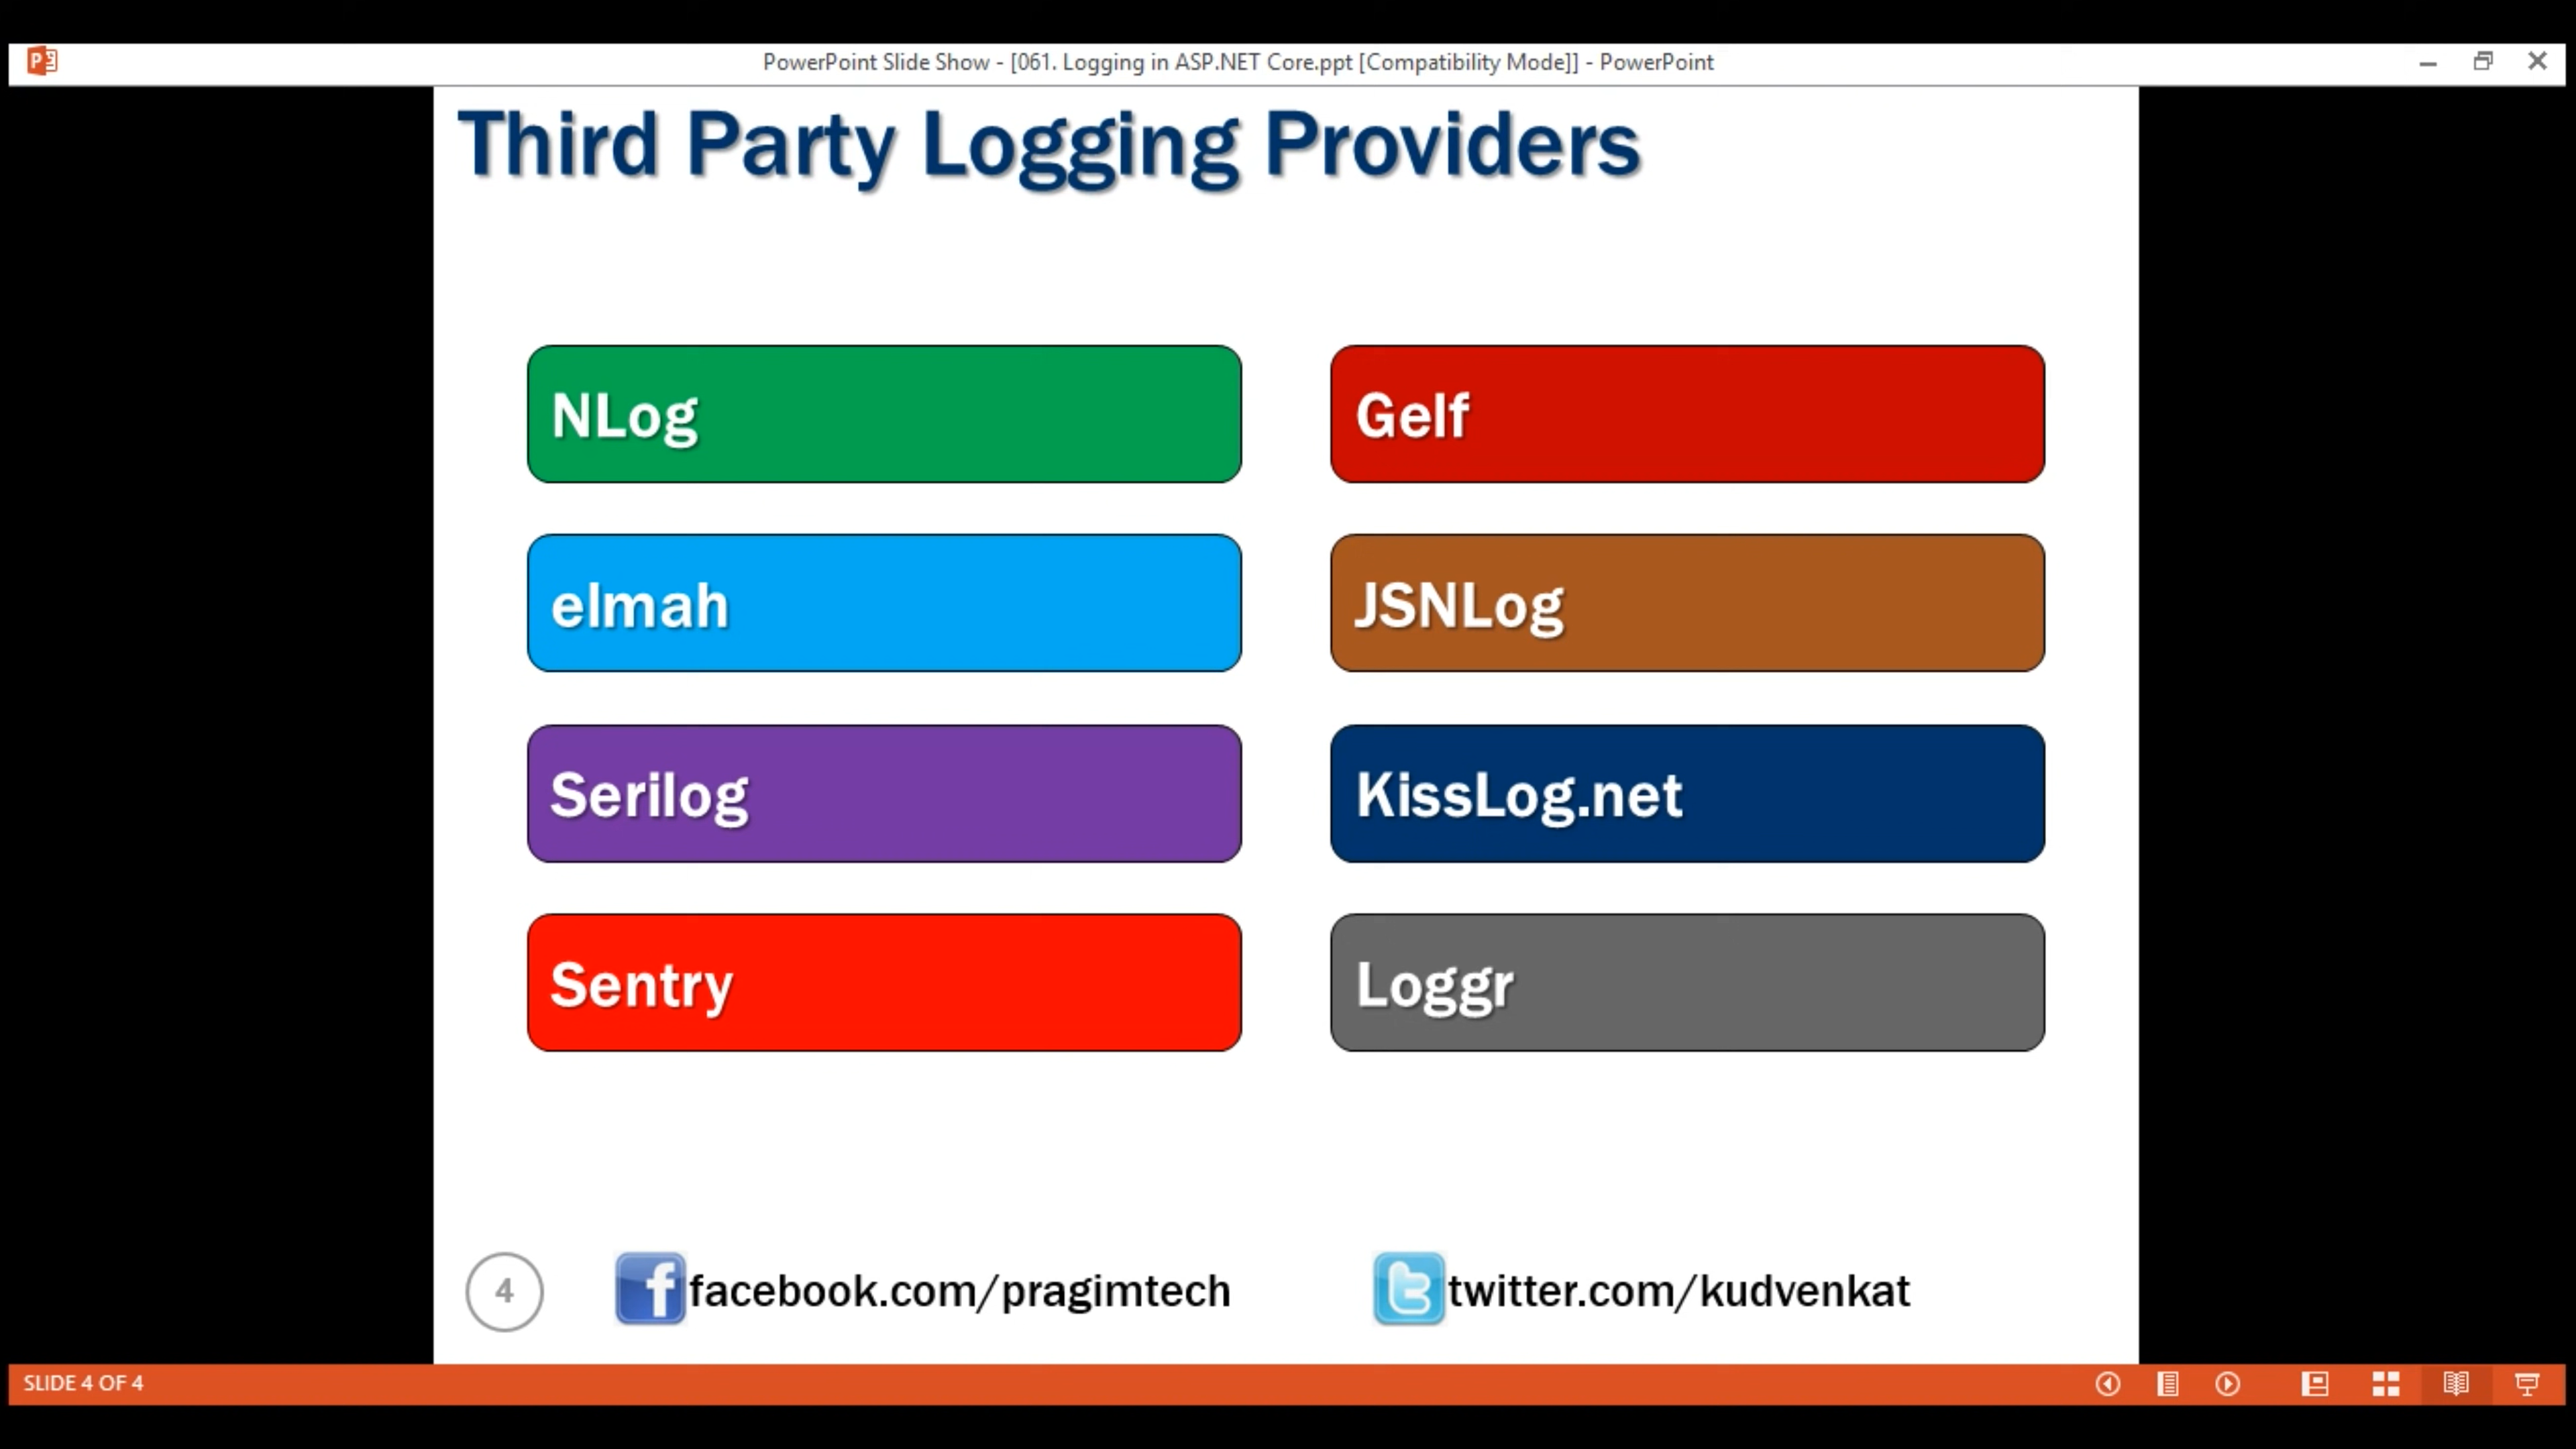 PowerPoint Slide Show - [061. Logging in ASP.NET Core.ppt [Compatibility Mode]] - PowerPoint
Third Party Logging Providers
NLog
Gelf
elmah
JSNLog
Serilog
KissLog.net
Sentry
Loggr
4
facebook.com/pragimtech
twitter.com/kudvenkat
SLIDE 4 OF 4